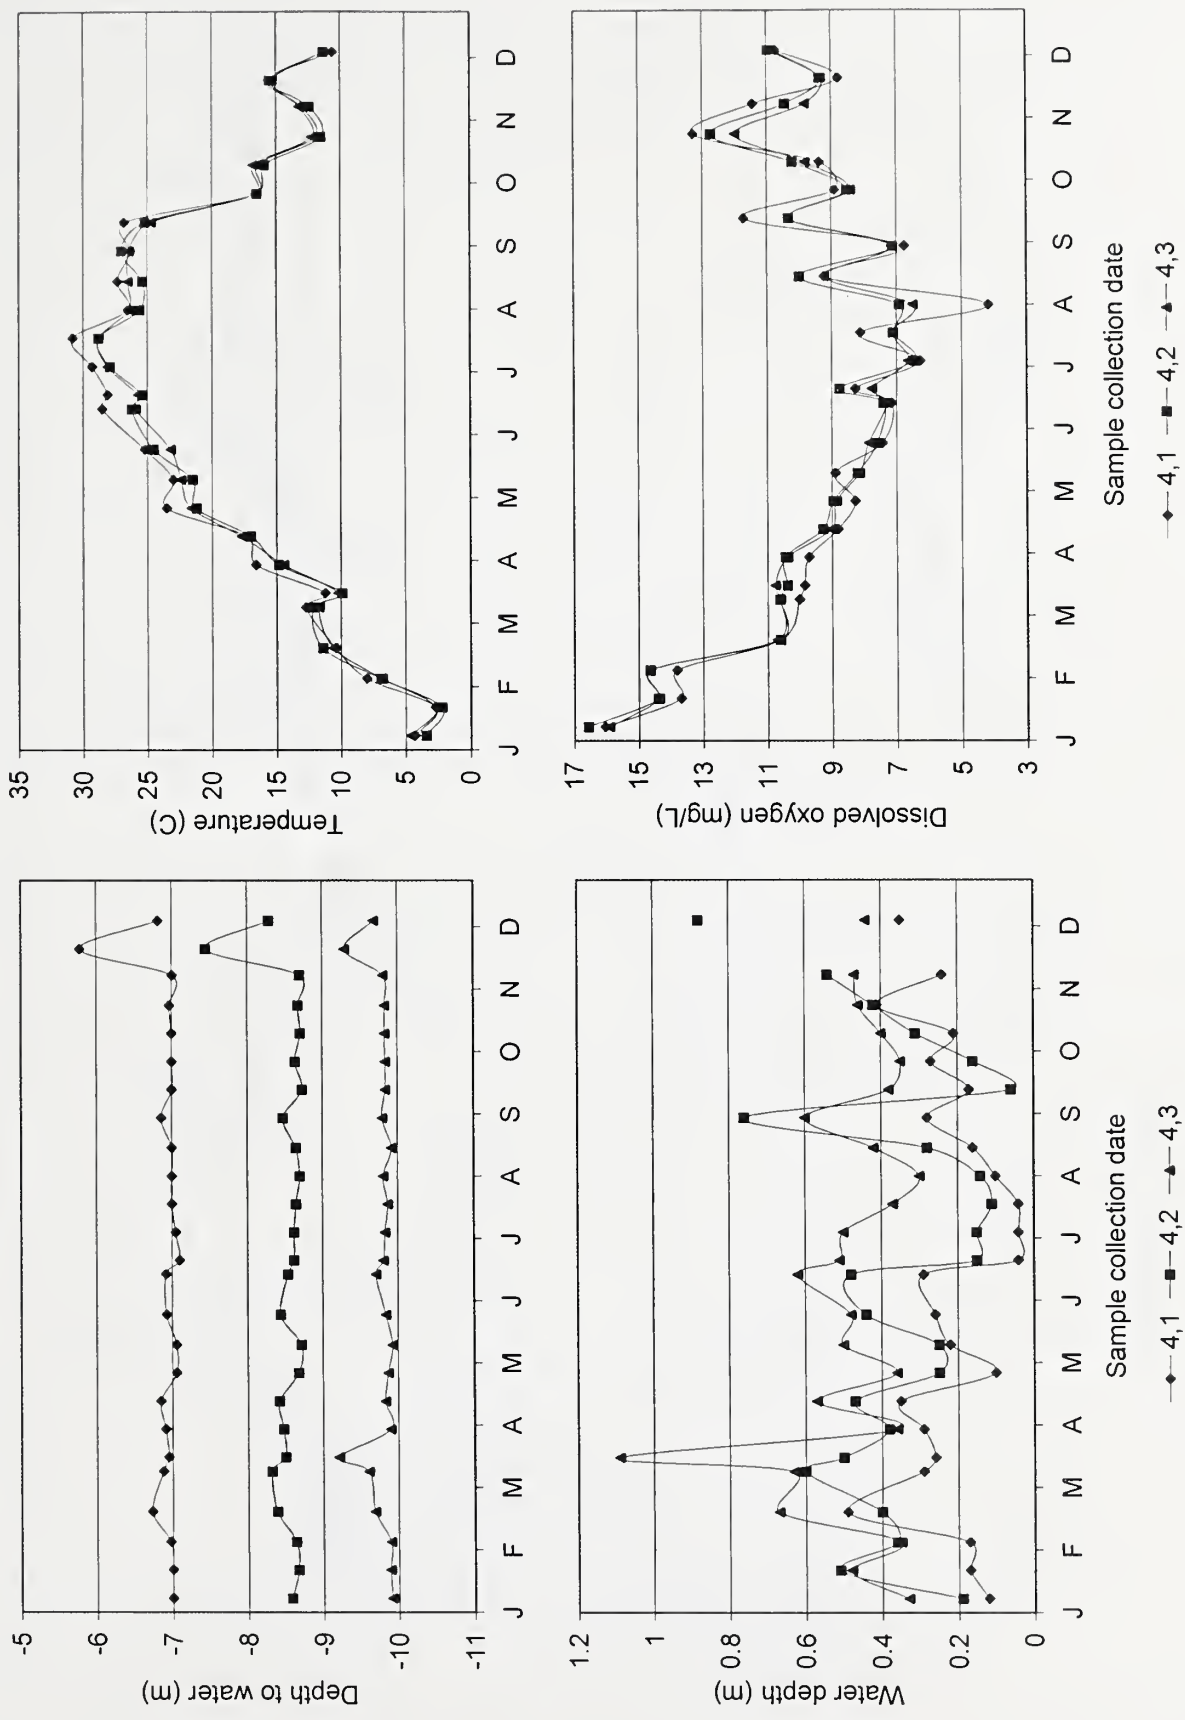 Depth to water (m)
-5
-6
-7
-8
-9
-10
-11
J F M A M J J A S O N D
Temperature (C)
35
30
25
20
15
10
5
0
J F M A M J J A S O N D
Water depth (m)
1.2
1
0.8
0.6
0.4
0.2
0
J F M A M J J A S O N D
Sample collection date
4,1 4,2 4,3
Dissolved oxygen (mg/L)
17
15
13
11
9
7
5
3
J F M A M J J A S O N D
Sample collection date
4,1 4,2 4,3